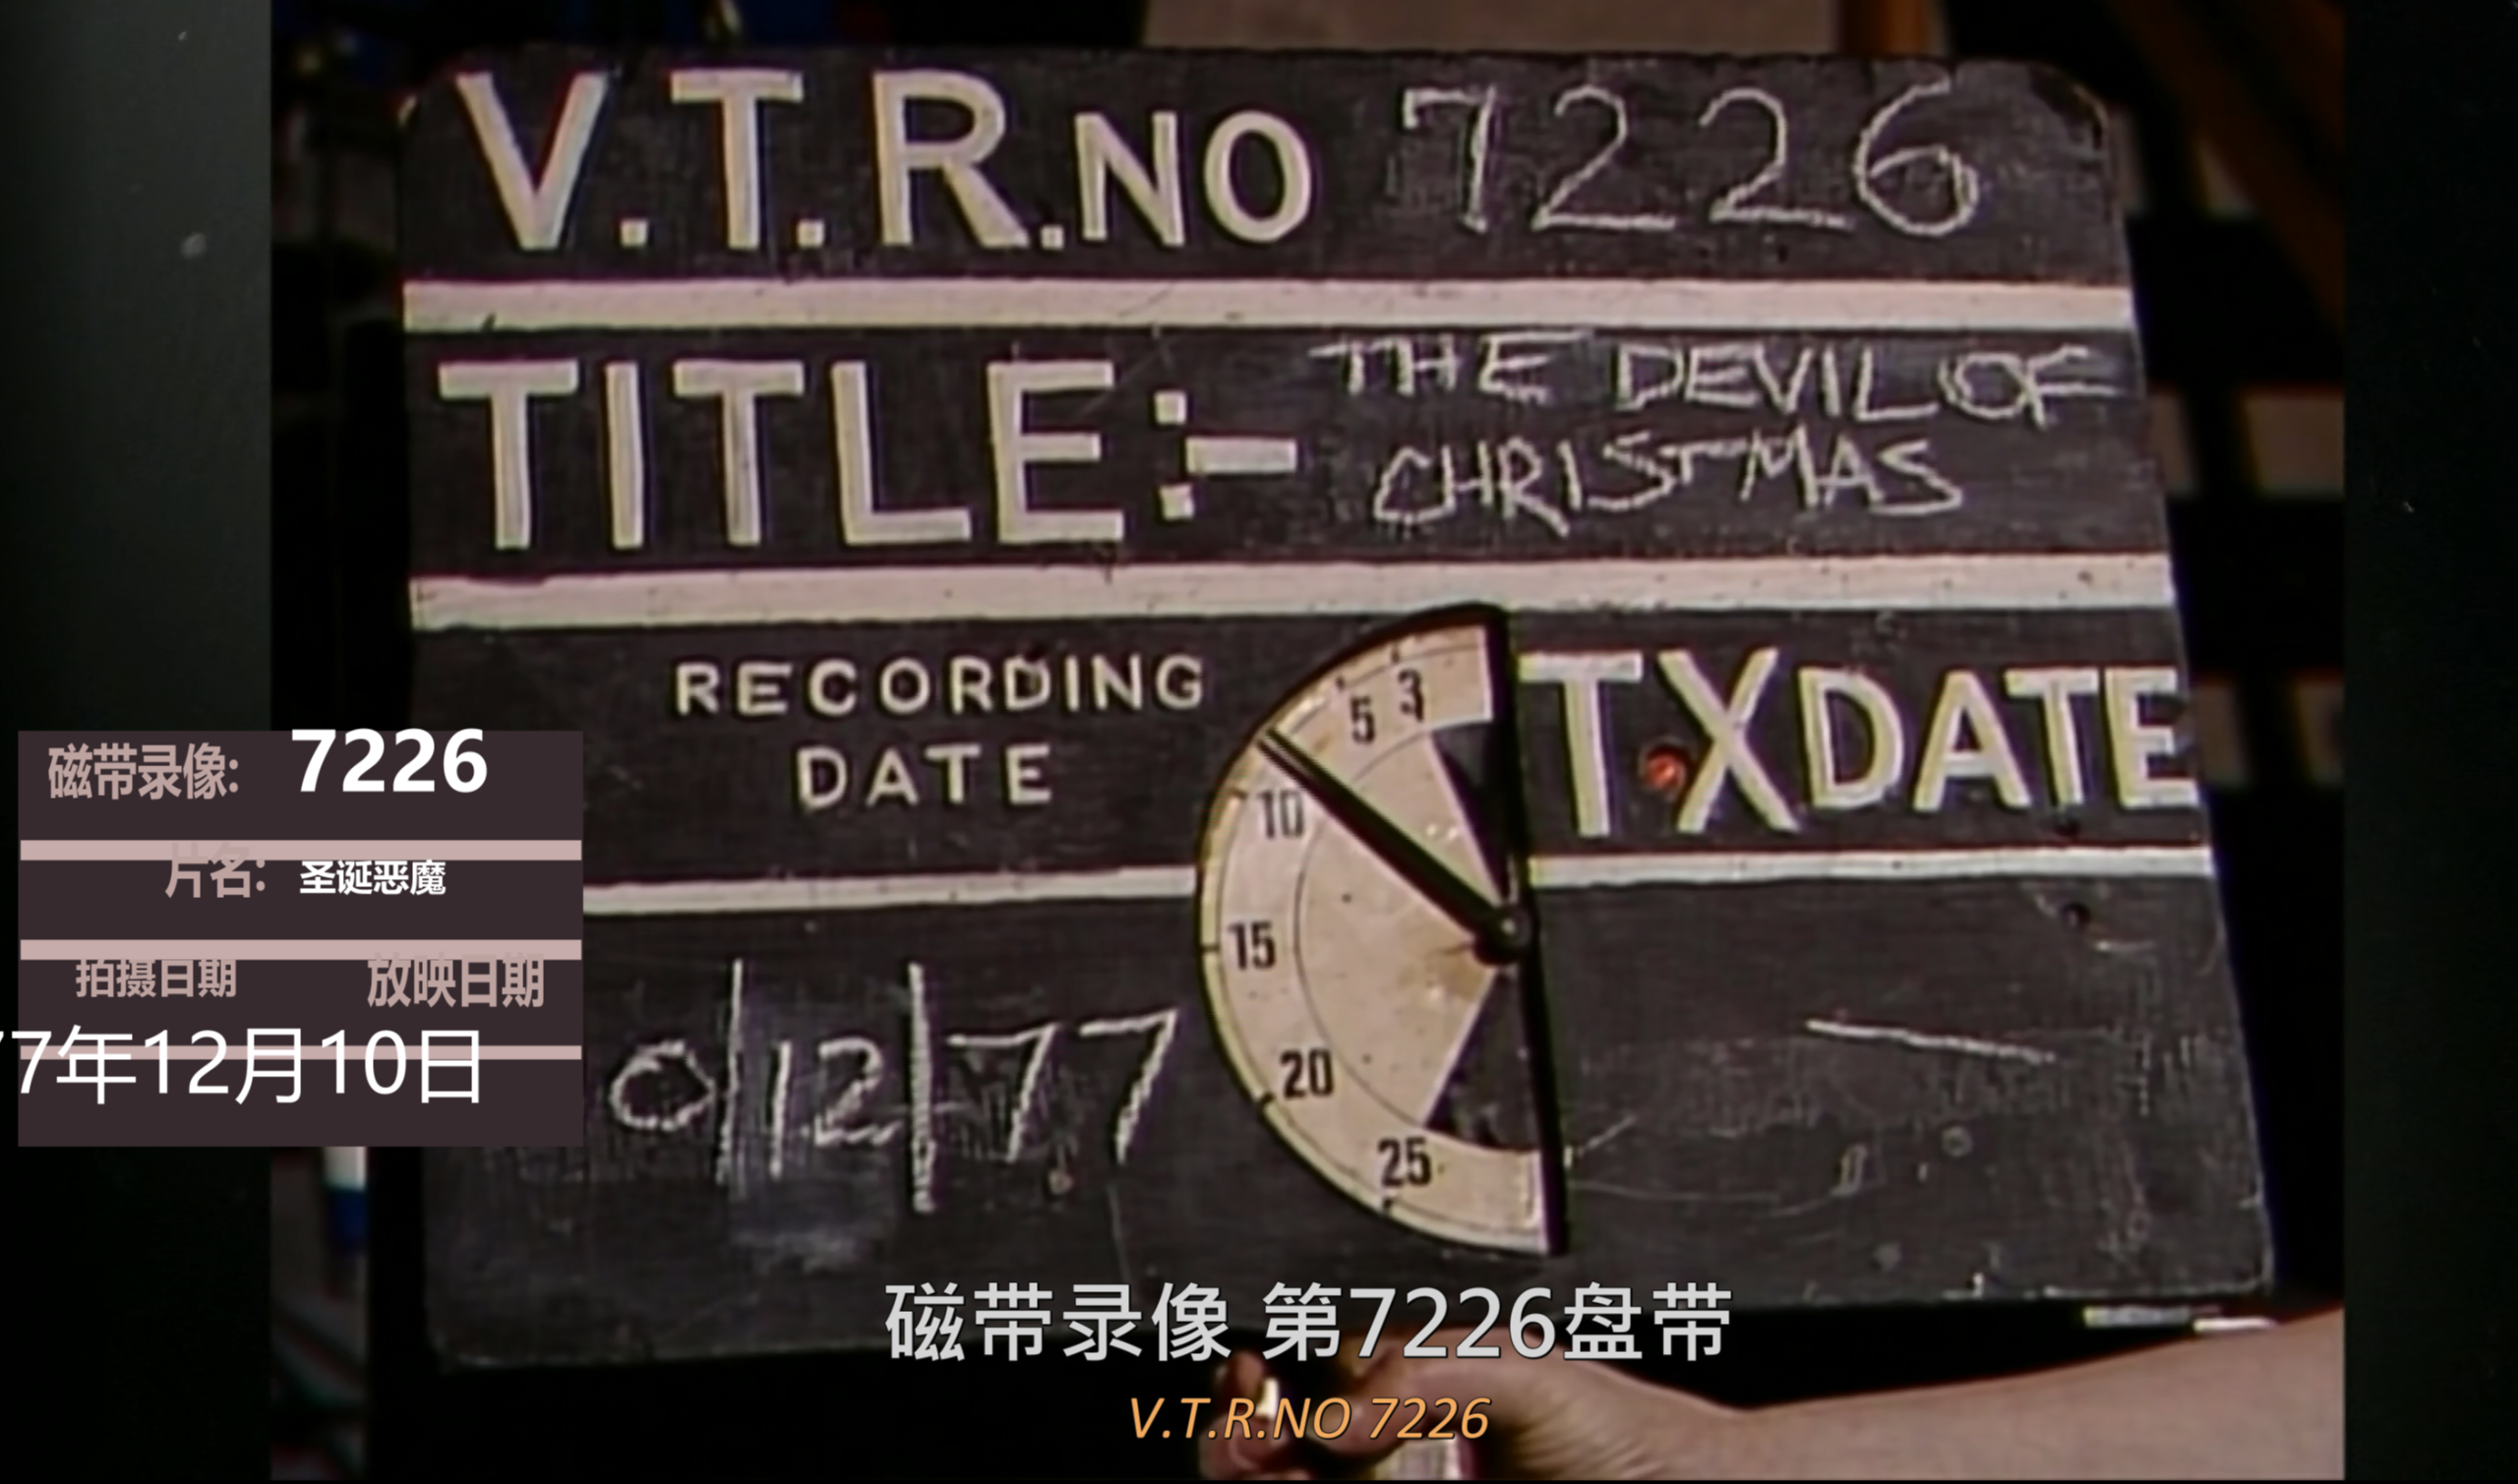 V.T.R.NO 7226
TITLE:- THE DEVIL OF
CHRISTMAS
RECORDING
DATE
TX DATE
3
5
10
15
20
25
0/12/77
磁带录像: 7226
片名: 圣诞恶魔
拍摄日期 放映日期
7年12月10日
磁带录像 第7226盘带
V.T.R.NO 7226